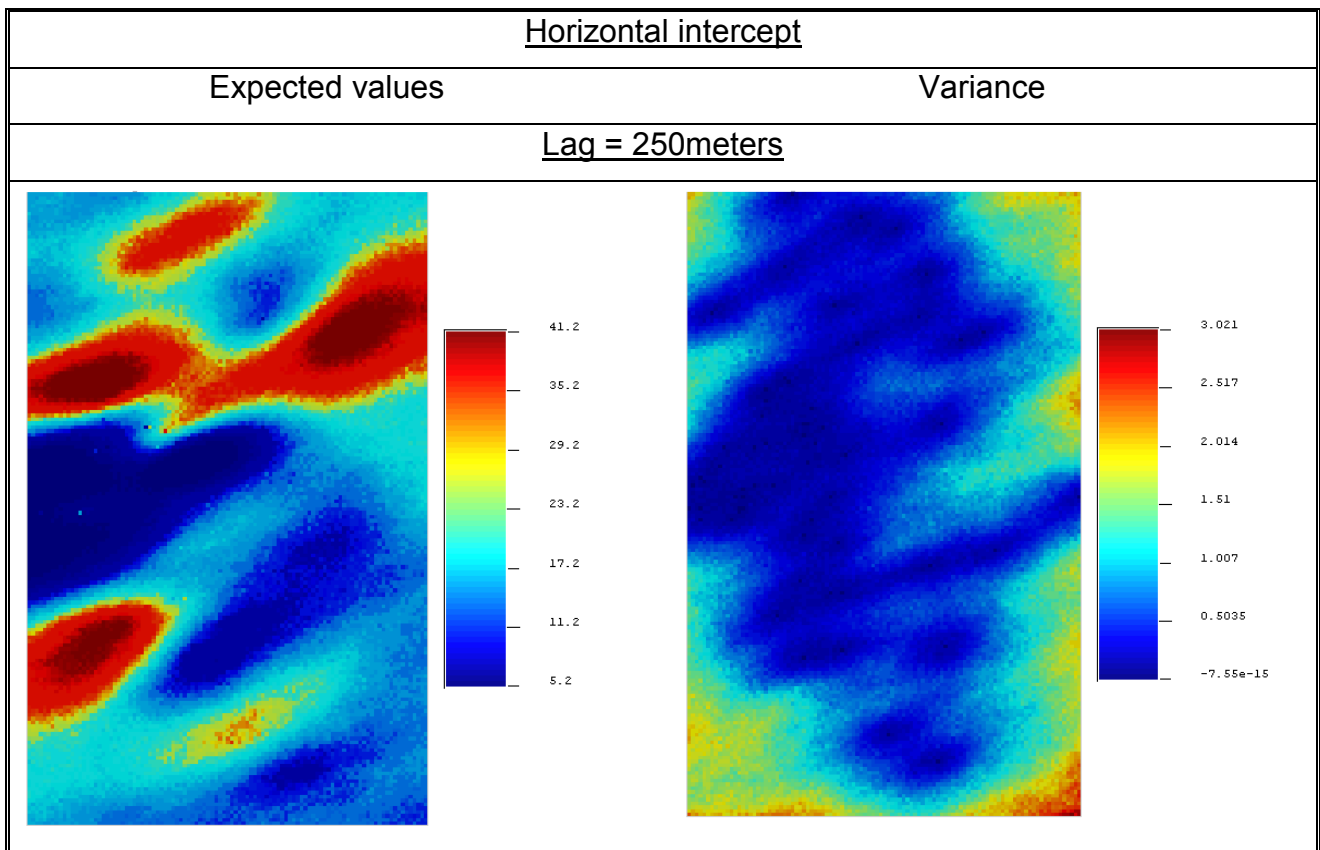 Horizontal intercept
Expected values
Variance
Lag = 250meters
41.2
35.2
29.2
23.2
17.2
11.2
5.2
3.021
2.517
2.014
1.51
1.007
0.5035
-7.55e-15